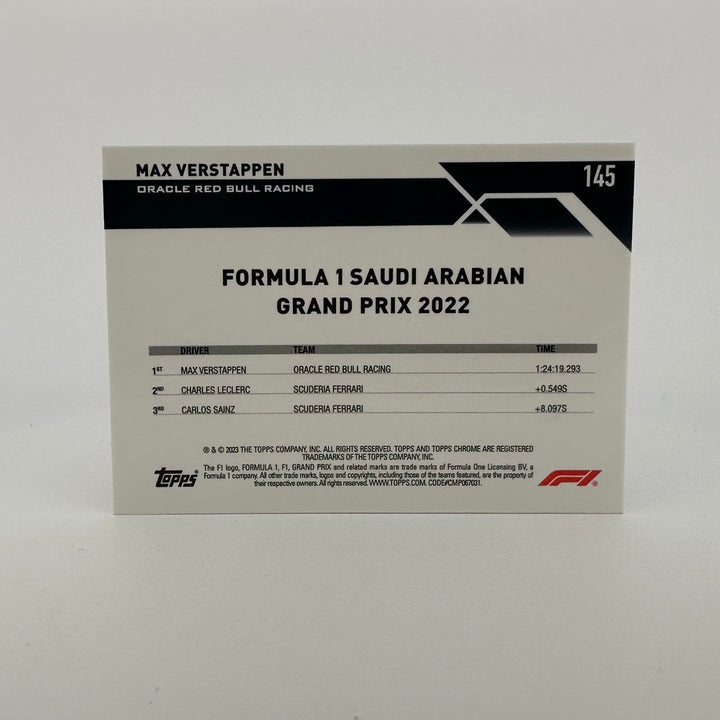 MAX VERSTAPPEN
ORACLE RED BULL RACING
145
FORMULA 1 SAUDI ARABIAN
GRAND PRIX 2022
DRIVER TEAM TIME
1ST MAX VERSTAPPEN ORACLE RED BULL RACING 1:24:19.293
2ND CHARLES LECLERC SCUDERIA FERRARI +0.549S
3RD CARLOS SAINZ SCUDERIA FERRARI +8.097S
® & © 2023 THE TOPPS COMPANY, INC. ALL RIGHTS RESERVED. TOPPS AND TOPPS CHROME ARE REGISTERED
TRADEMARKS OF THE TOPPS COMPANY, INC.
The F1 logo, FORMULA 1, F1, GRAND PRIX and related marks are trade marks of Formula One Licensing BV, a
Formula 1 company. All other trade marks, logos and copyrights, including those of the teams featured, are the property of
their respective owners. All rights reserved. WWW.TOPPS.COM. CODE#CMP067031.
topps
F1